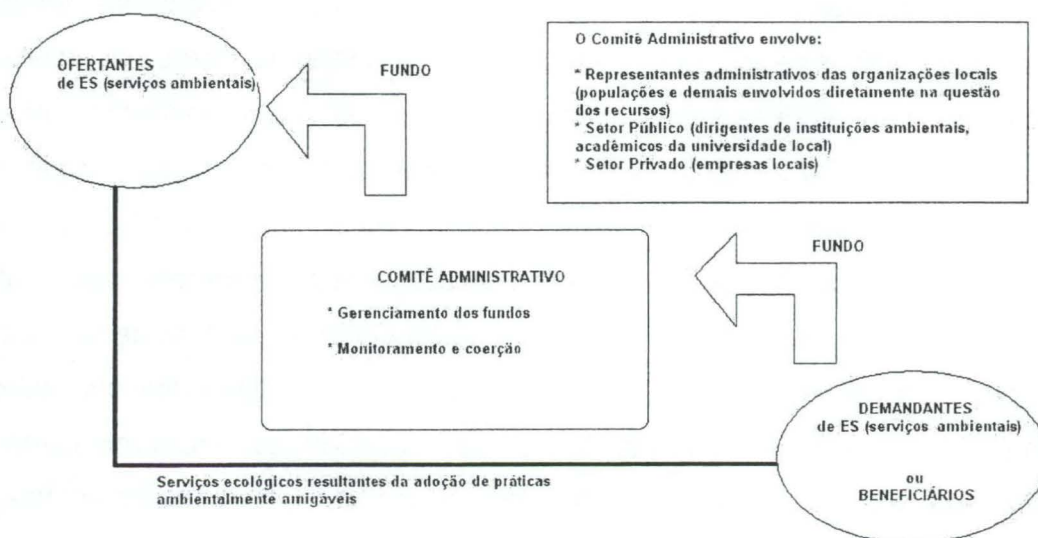 OFERTANTES
de ES (serviços ambientais)
FUNDO
O Comitê Administrativo envolve:
* Representantes administrativos das organizações locais
(populações e demais envolvidos diretamente na questão
dos recursos)
* Setor Público (dirigentes de instituições ambientais,
acadêmicos da universidade local)
* Setor Privado (empresas locais)
FUNDO
COMITÊ ADMINISTRATIVO
* Gerenciamento dos fundos
* Monitoramento e coerção
DEMANDANTES
de ES (serviços ambientais)
ou
BENEFICIÁRIOS
Serviços ecológicos resultantes da adoção de práticas
ambientalmente amigáveis